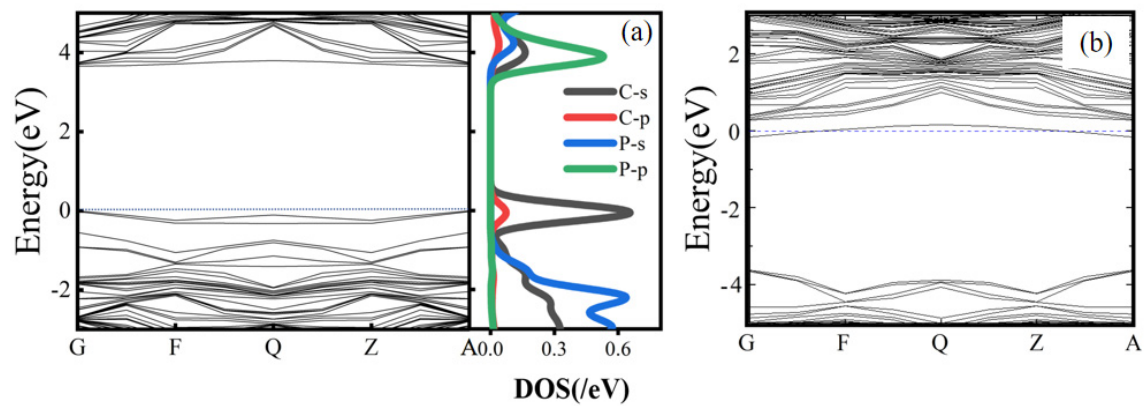 (a)
(b)
Energy(eV)
4
2
0
-2
G F Q Z A
C-s
C-p
P-s
P-p
0.0 0.3 0.6
DOS(/eV)
Energy(eV)
2
0
-2
-4
G F Q Z A